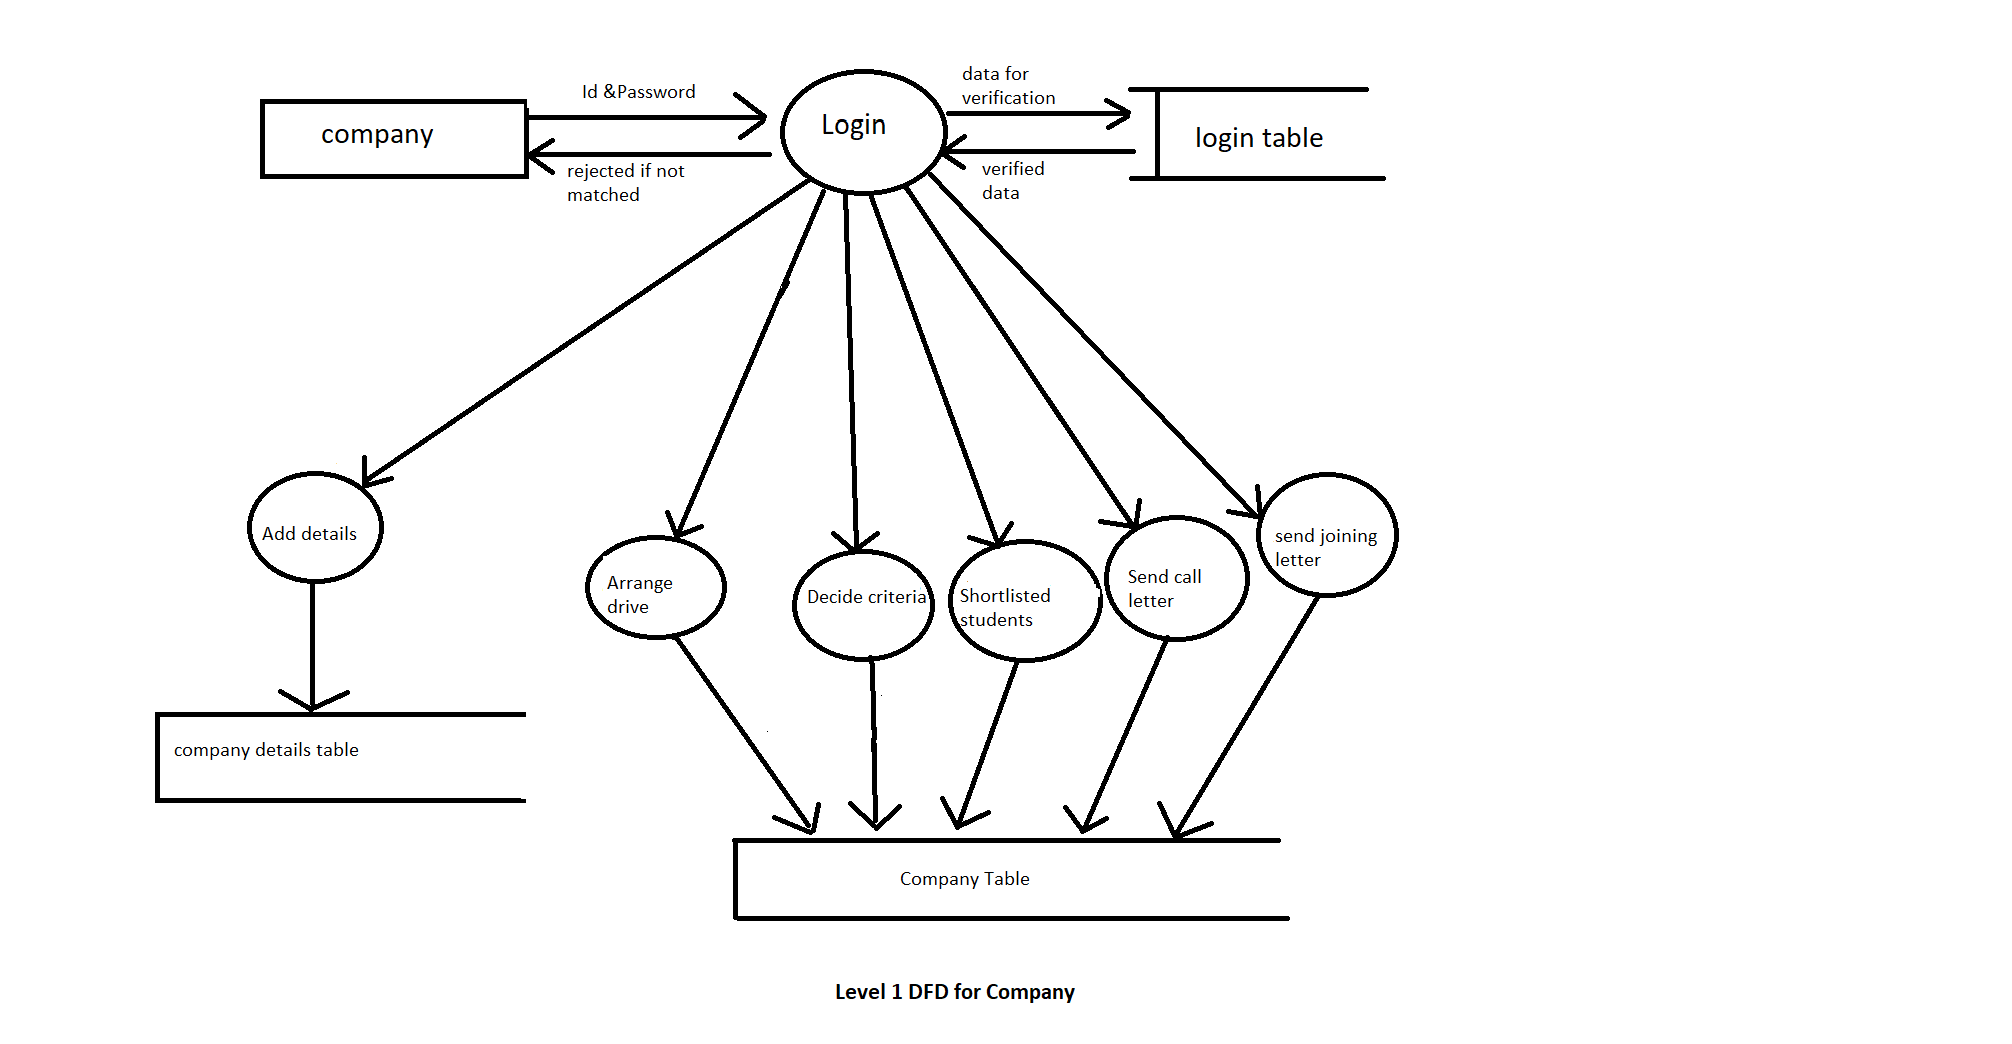 company
Id &Password
rejected if not
matched
Login
data for
verification
verified
data
login table
Add details
Arrange
drive
Decide criteria
Shortlisted
students
Send call
letter
send joining
letter
company details table
Company Table
Level 1 DFD for Company